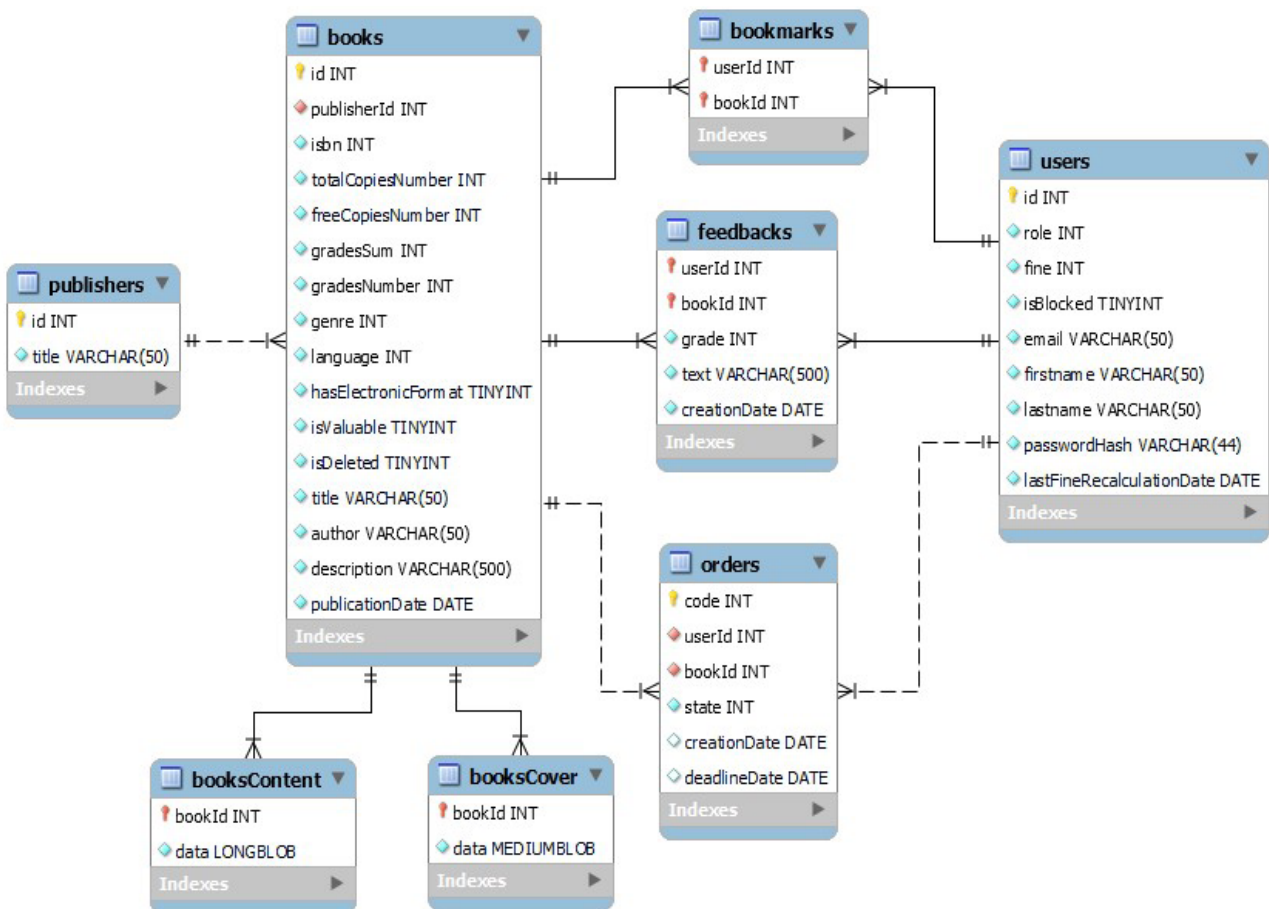 books
id INT
publisherId INT
isbn INT
totalCopiesNumber INT
freeCopiesNumber INT
gradesSum INT
gradesNumber INT
genre INT
language INT
hasElectronicFormat TINYINT
isValuable TINYINT
isDeleted TINYINT
title VARCHAR(50)
author VARCHAR(50)
description VARCHAR(500)
publicationDate DATE
Indexes
bookmarks
userId INT
bookId INT
Indexes
users
id INT
role INT
fine INT
isBlocked TINYINT
email VARCHAR(50)
firstname VARCHAR(50)
lastname VARCHAR(50)
passwordHash VARCHAR(44)
lastFineRecalculationDate DATE
Indexes
feedbacks
userId INT
bookId INT
grade INT
text VARCHAR(500)
creationDate DATE
Indexes
publishers
id INT
title VARCHAR(50)
Indexes
orders
code INT
userId INT
bookId INT
state INT
creationDate DATE
deadlineDate DATE
Indexes
booksContent
bookId INT
data LONGBLOB
Indexes
booksCover
bookId INT
data MEDIUMBLOB
Indexes